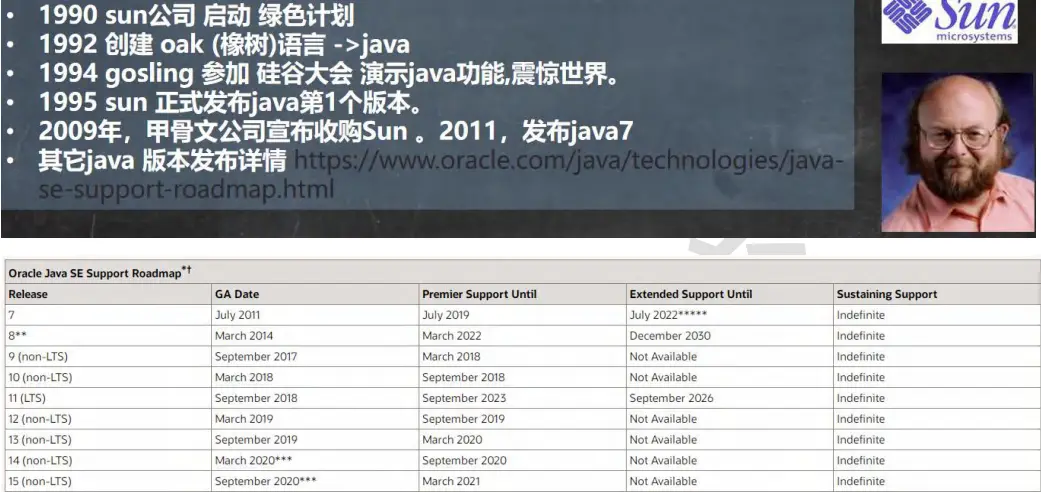 Sun
microsystems
• 1990 sun公司 启动 绿色计划
• 1992 创建 oak (橡树)语言 ->java
• 1994 gosling 参加 硅谷大会 演示java功能,震惊世界。
• 1995 sun 正式发布java第1个版本。
• 2009年，甲骨文公司宣布收购Sun 。2011，发布java7
• 其它java 版本发布详情 https://www.oracle.com/java/technologies/java-
se-support-roadmap.html
Oracle Java SE Support Roadmap*†
Release GA Date Premier Support Until Extended Support Until Sustaining Support
7 July 2011 July 2019 July 2022***** Indefinite
8** March 2014 March 2022 December 2030 Indefinite
9 (non-LTS) September 2017 March 2018 Not Available Indefinite
10 (non-LTS) March 2018 September 2018 Not Available Indefinite
11 (LTS) September 2018 September 2023 September 2026 Indefinite
12 (non-LTS) March 2019 September 2019 Not Available Indefinite
13 (non-LTS) September 2019 March 2020 Not Available Indefinite
14 (non-LTS) March 2020*** September 2020 Not Available Indefinite
15 (non-LTS) September 2020*** March 2021 Not Available Indefinite